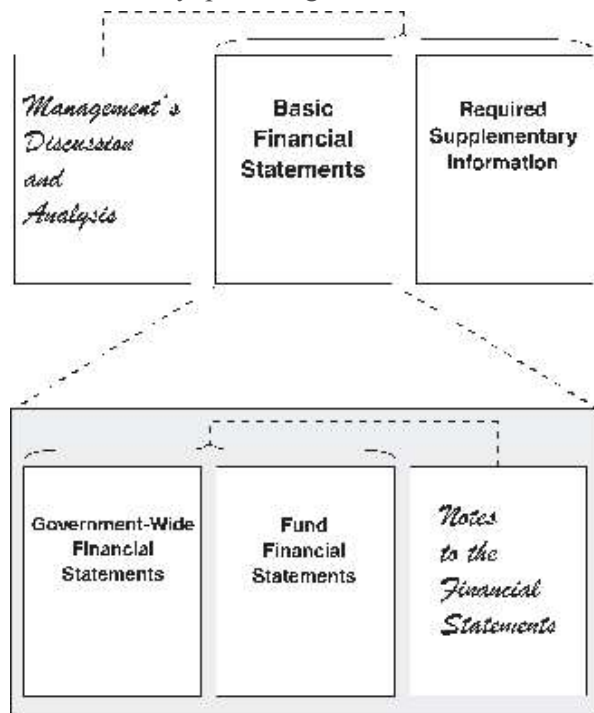 Management's
Discussion
and
Analysis
Basic
Financial
Statements
Required
Supplementary
Information
Government-Wide
Financial
Statements
Fund
Financial
Statements
Notes
to the
Financial
Statements